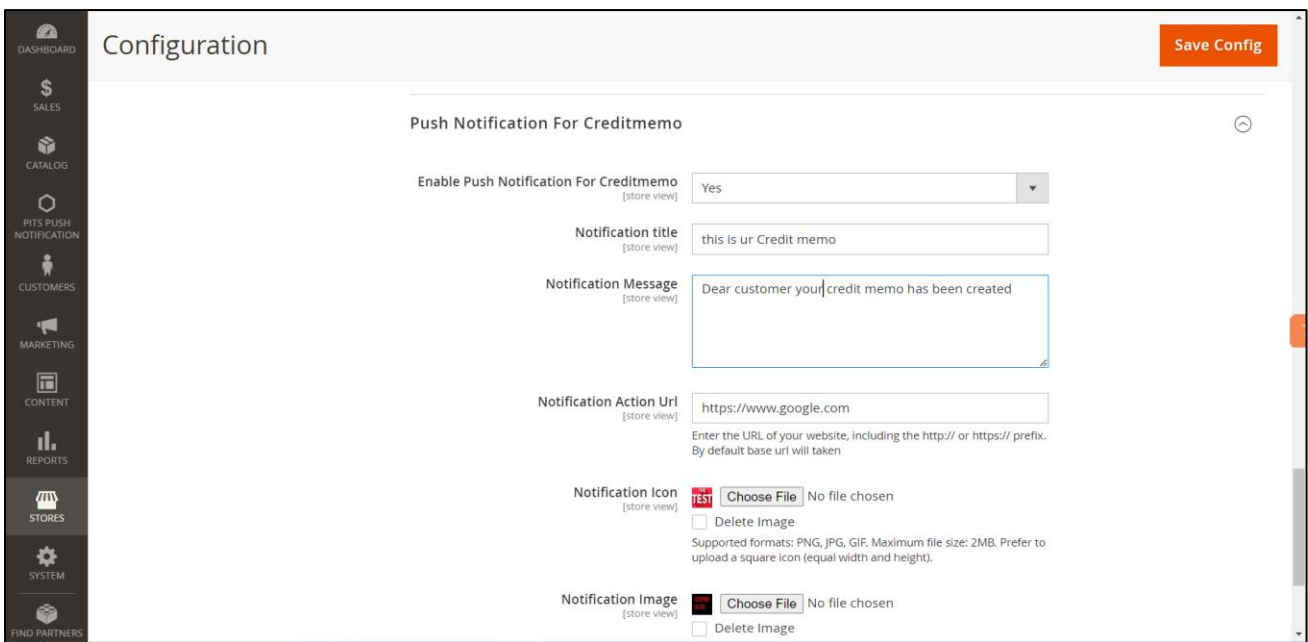 DASHBOARD
SALES
CATALOG
PITS PUSH
NOTIFICATION
CUSTOMERS
MARKETING
CONTENT
REPORTS
STORES
SYSTEM
FIND PARTNERS
Configuration
Save Config
Push Notification For Creditmemo
Enable Push Notification For Creditmemo
[store view]
Yes
Notification title
[store view]
this is ur Credit memo
Notification Message
[store view]
Dear customer your credit memo has been created
Notification Action Url
[store view]
https://www.google.com
Enter the URL of your website, including the http:// or https:// prefix.
By default base url will taken
Notification Icon
[store view]
TEST
Choose File No file chosen
Delete Image
Supported formats: PNG, JPG, GIF. Maximum file size: 2MB. Prefer to
upload a square icon (equal width and height).
Notification Image
[store view]
Choose File No file chosen
Delete Image